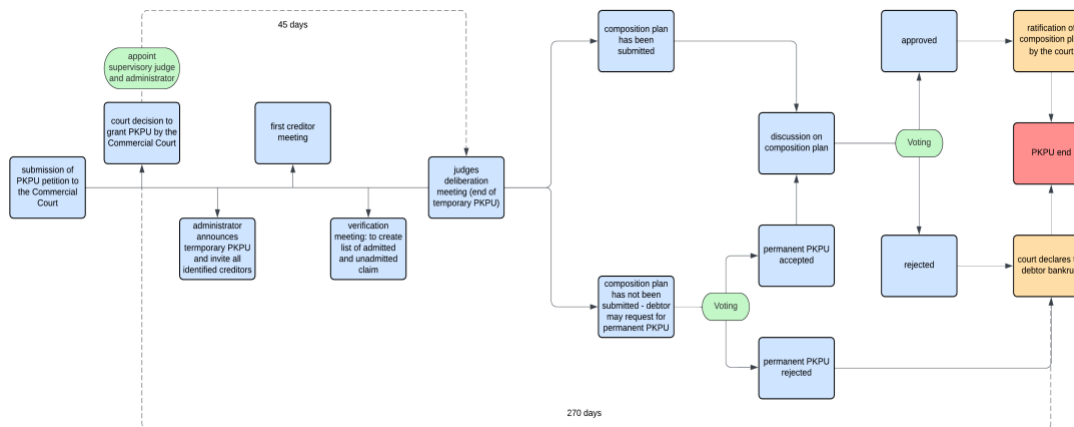 45 days
appoint
supervisory judge
and administrator
court decision to
grant PKPU by the
Commercial Court
submission of
PKPU petition to
the Commercial
Court
first creditor
meeting
administrator
announces
termporary PKPU
and invite all
identified creditors
verification
meeting: to create
list of admitted
and unadmitted
claim
judges
deliberation
meeting (end of
temporary PKPU)
composition plan
has been
submitted
composition plan
has not been
submitted - debtor
may request for
permanent PKPU
Voting
permanent PKPU
accepted
permanent PKPU
rejected
discussion on
composition plan
Voting
approved
rejected
ratification of
composition pl
by the court
PKPU end
court declares t
debtor bankru
270 days